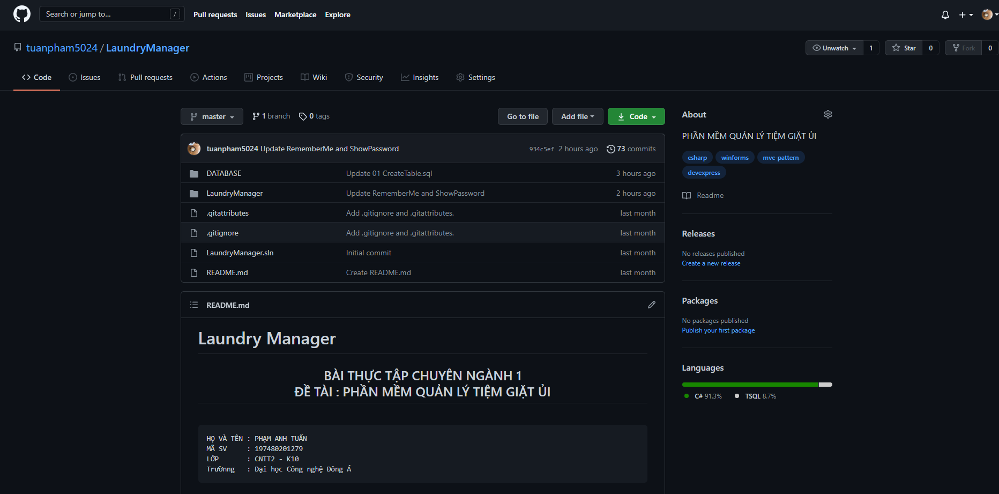 Search or jump to... /
Pull requests Issues Marketplace Explore
tuanpham5024 / LaundryManager
Unwatch 1 Star 0 Fork 0
Code Issues Pull requests Actions Projects Wiki Security Insights Settings
master 1 branch 0 tags
Go to file Add file Code
tuanpham5024 Update RememberMe and ShowPassword 934c5ef 2 hours ago 73 commits
DATABASE Update 01 CreateTable.sql 3 hours ago
LaundryManager Update RememberMe and ShowPassword 2 hours ago
.gitattributes Add .gitignore and .gitattributes. last month
.gitignore Add .gitignore and .gitattributes. last month
LaundryManager.sln Initial commit last month
README.md Create README.md last month
README.md
Laundry Manager
BÀI THỰC TẬP CHUYÊN NGÀNH 1
ĐỀ TÀI : PHẦN MỀM QUẢN LÝ TIỆM GIẶT ỦI
HỌ VÀ TÊN : PHẠM ANH TUẤN
MÃ SV : 197480201279
LỚP : CNTT2 - K10
Trườnng : Đại học Công nghệ Đông Á
About
PHẦN MỀM QUẢN LÝ TIỆM GIẶT ỦI
csharp winforms mvc-pattern
devexpress
Readme
Releases
No releases published
Create a new release
Packages
No packages published
Publish your first package
Languages
C# 91.3% TSQL 8.7%